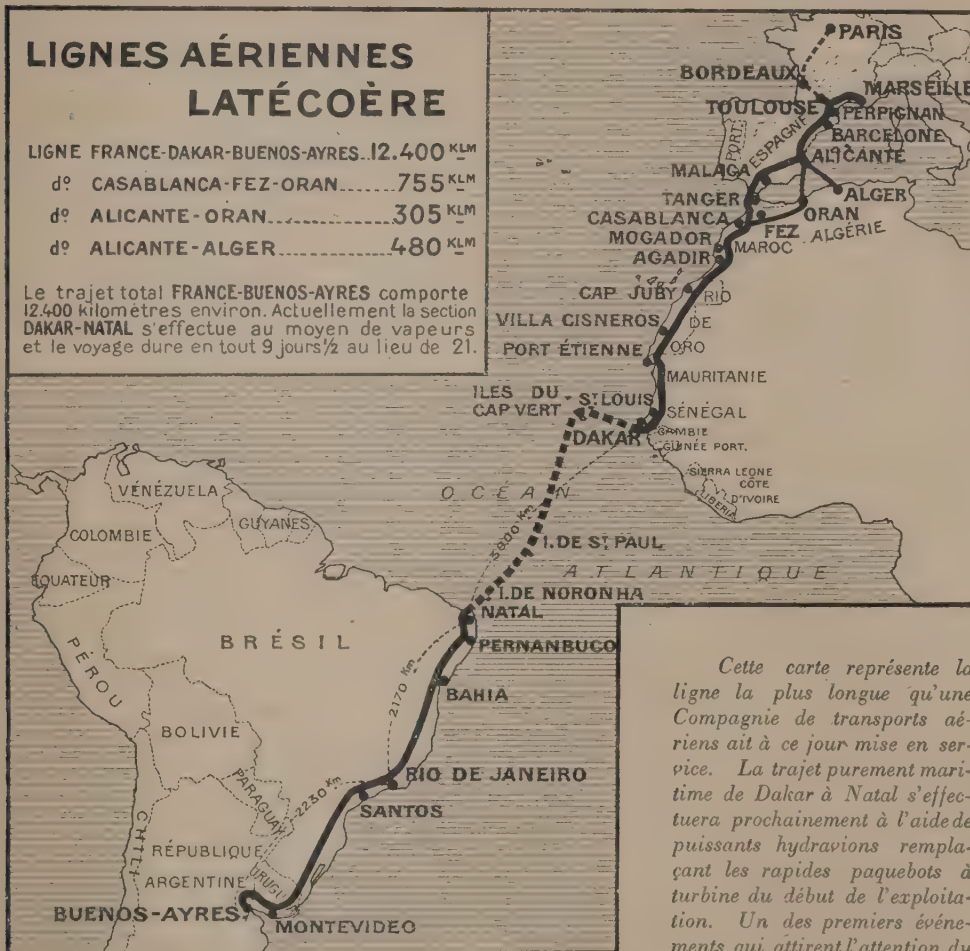 LIGNES AÉRIENNES
LATÉCOÈRE
LIGNE FRANCE-DAKAR-BUENOS-AYRES..12.400 KLM
dº CASABLANCA-FEZ-ORAN......755 KLM
dº ALICANTE-ORAN............305 KLM
dº ALICANTE-ALGER...........480 KLM
Le trajet total FRANCE-BUENOS-AYRES comporte
12.400 kilomètres environ. Actuellement la section
DAKAR-NATAL s'effectue au moyen de vapeurs
et le voyage dure en tout 9 jours ½ au lieu de 21.
PARIS
BORDEAUX
MARSEILLE
TOULOUSE
PERPIGNAN
BARCELONE
PORT.
ESPAGNE
ALICANTE
MALAGA
ALGER
TANGER
ORAN
CASABLANCA
FEZ
ALGÉRIE
MOGADOR
MAROC
AGADIR
CAP JUBY
RIO
DE
ORO
VILLA CISNEROS
PORT ÉTIENNE
MAURITANIE
ILES DU
CAP VERT
ST LOUIS
SÉNÉGAL
DAKAR
GAMBIE
GUINÉE PORT.
SIERRA LEONE
CÔTE
D'IVOIRE
LIBERIA
OCÉAN
ATLANTIQUE
3000 Km
I. DE ST PAUL
I. DE NORONHA
NATAL
PERNANBUCO
BAHIA
2170 Km
VÉNÉZUELA
COLOMBIE
GUYANES
EQUATEUR
BRÉSIL
PÉROU
BOLIVIE
PARAGUAY
2230 Km
RIO DE JANEIRO
SANTOS
CHILI
RÉPUBLIQUE
ARGENTINE
URUGU
BUENOS-AYRES
MONTEVIDEO
Cette carte représente la
ligne la plus longue qu'une
Compagnie de transports aé-
riens ait à ce jour mise en ser-
vice. La trajet purement mari-
time de Dakar à Natal s'effec-
tuera prochainement à l'aide de
puissants hydravions rempla-
çant les rapides paquebots à
turbine du début de l'exploita-
tion. Un des premiers événe-
ments qui attirent l'attention du